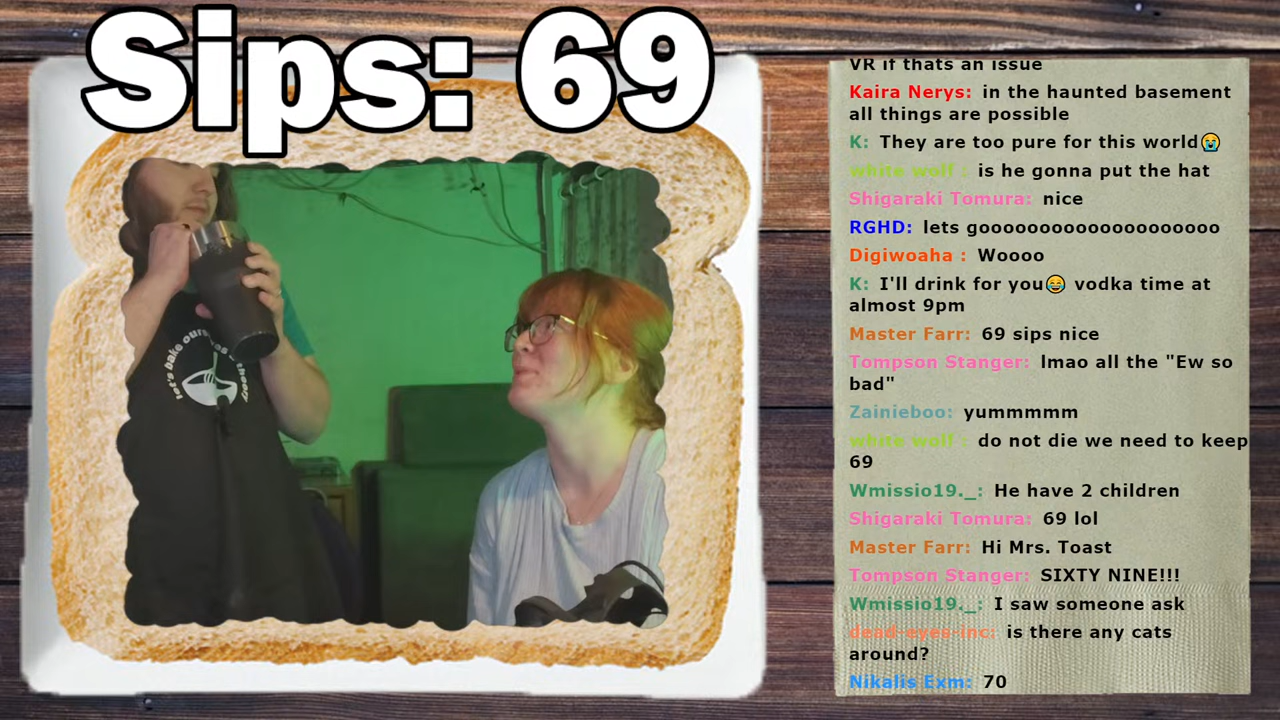 Sips: 69
let's bake our
VR if thats an issue
Kaira Nerys: in the haunted basement
all things are possible
K: They are too pure for this world😭
white wolf : is he gonna put the hat
Shigaraki Tomura: nice
RGHD: lets gooooooooooooooooooo
Digiwoaha : Woooo
K: I'll drink for you😂 vodka time at
almost 9pm
Master Farr: 69 sips nice
Tompson Stanger: lmao all the "Ew so
bad"
Zainieboo: yummmmm
white wolf : do not die we need to keep
69
Wmissio19._: He have 2 children
Shigaraki Tomura: 69 lol
Master Farr: Hi Mrs. Toast
Tompson Stanger: SIXTY NINE!!!
Wmissio19._: I saw someone ask
dead-eyes-inc: is there any cats
around?
Nikalis Exm: 70